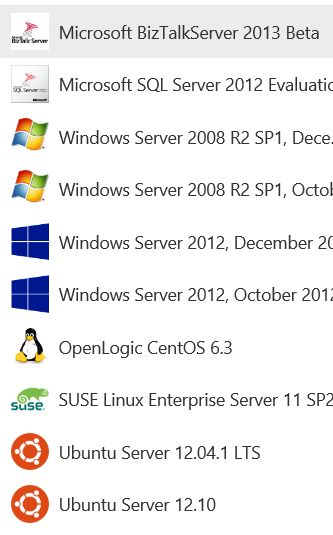 Microsoft BizTalkServer 2013 Beta
Microsoft SQL Server 2012 Evaluatio
Windows Server 2008 R2 SP1, Dece.
Windows Server 2008 R2 SP1, Octob
Windows Server 2012, December 20
Windows Server 2012, October 2012
OpenLogic CentOS 6.3
SUSE Linux Enterprise Server 11 SP2
Ubuntu Server 12.04.1 LTS
Ubuntu Server 12.10